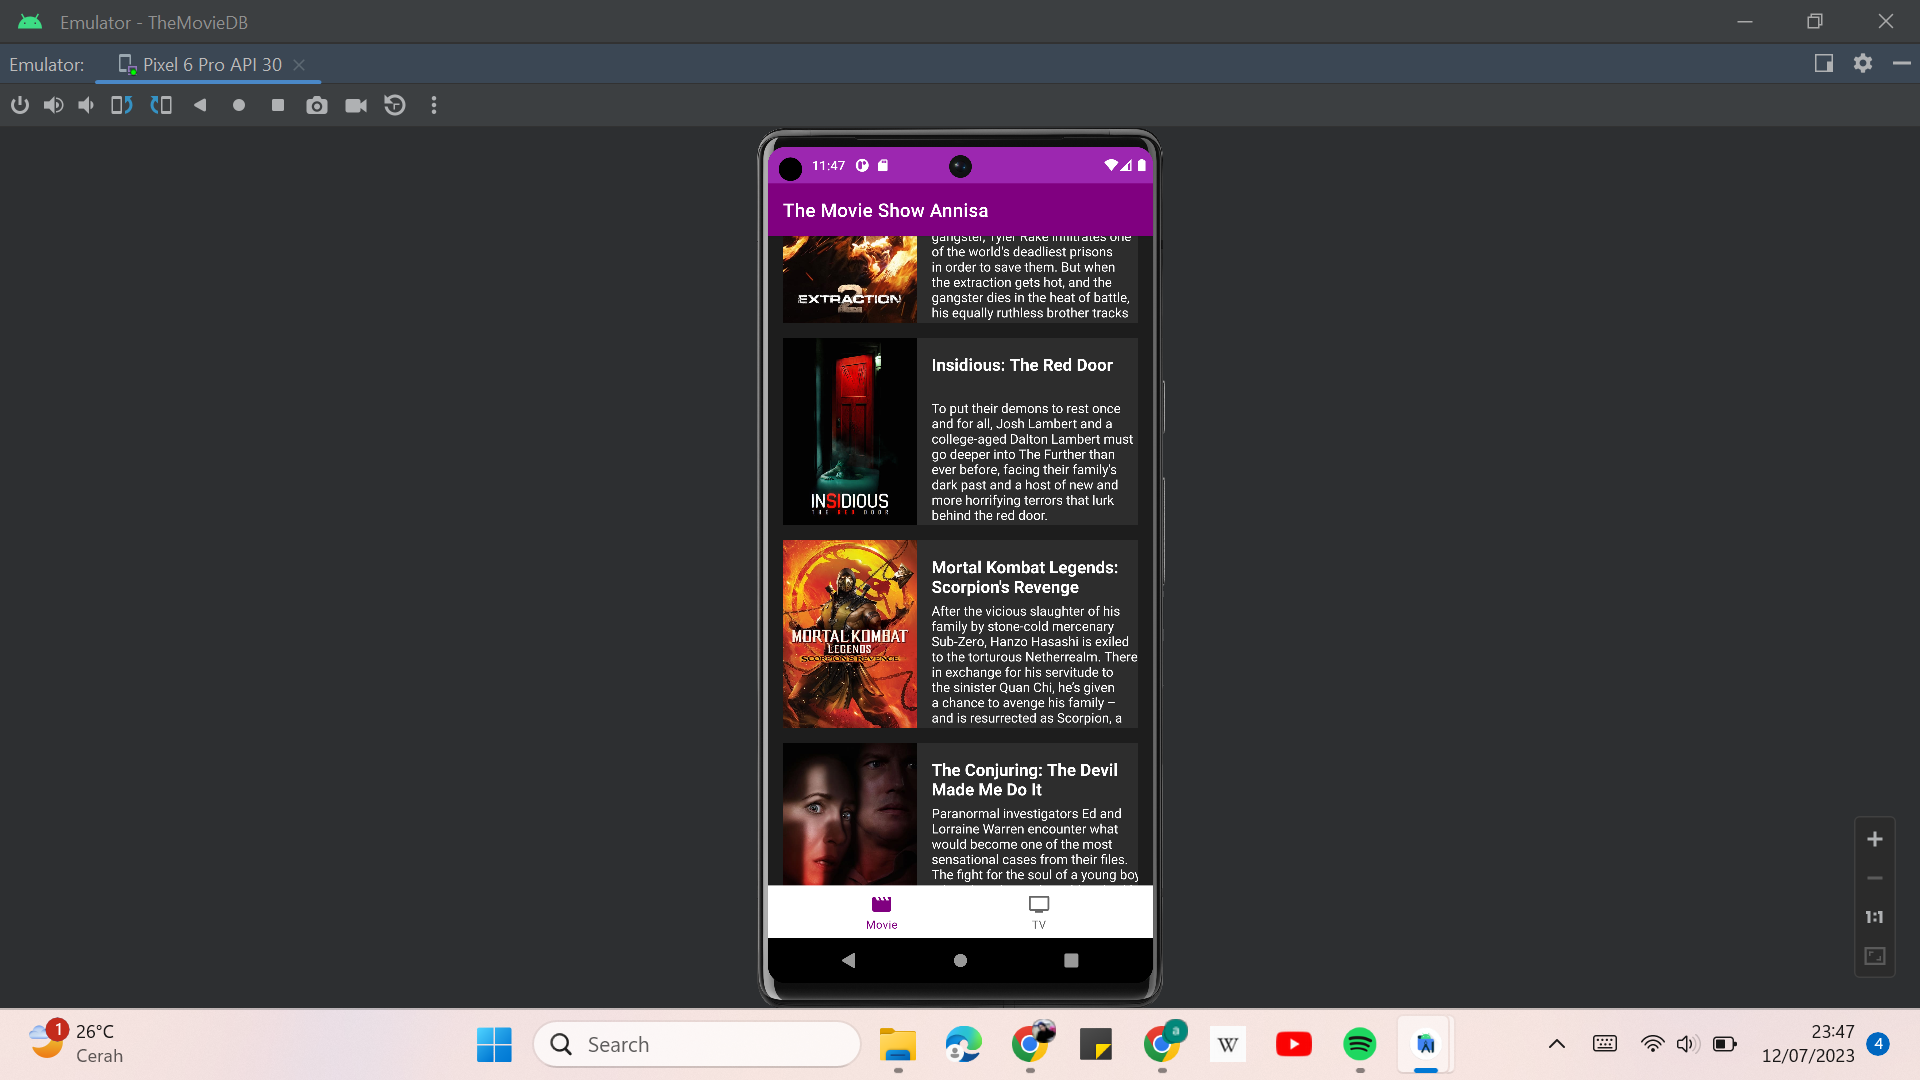 Emulator - TheMovieDB
Emulator:
Pixel 6 Pro API 30
11:47
The Movie Show Annisa
EXTRACTION
2
gangster, Tyler Rake infiltrates one
of the world's deadliest prisons
in order to save them. But when
the extraction gets hot, and the
gangster dies in the heat of battle,
his equally ruthless brother tracks
INSIDIOUS
THE RED DOOR
Insidious: The Red Door
To put their demons to rest once
and for all, Josh Lambert and a
college-aged Dalton Lambert must
go deeper into The Further than
ever before, facing their family's
dark past and a host of new and
more horrifying terrors that lurk
behind the red door.
MORTAL KOMBAT
LEGENDS
SCORPION'S REVENGE
Mortal Kombat Legends:
Scorpion's Revenge
After the vicious slaughter of his
family by stone-cold mercenary
Sub-Zero, Hanzo Hasashi is exiled
to the torturous Netherrealm. There
in exchange for his servitude to
the sinister Quan Chi, he's given
a chance to avenge his family –
and is resurrected as Scorpion, a
The Conjuring: The Devil
Made Me Do It
Paranormal investigators Ed and
Lorraine Warren encounter what
would become one of the most
sensational cases from their files.
The fight for the soul of a young boy
Movie
TV
1:1
1
26°C
Cerah
Search
a
W
AI
23:47
12/07/2023
4